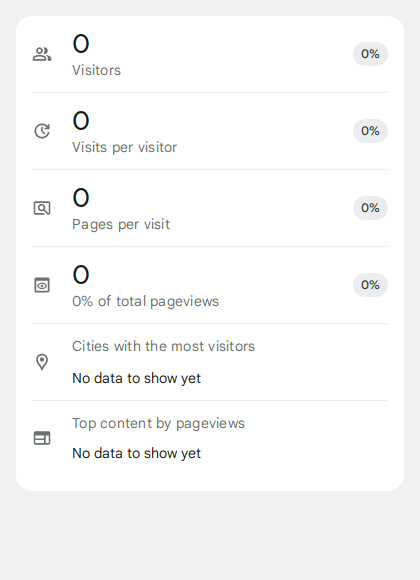 0
Visitors
0%
0
Visits per visitor
0%
0
Pages per visit
0%
0
0% of total pageviews
0%
Cities with the most visitors
No data to show yet
Top content by pageviews
No data to show yet